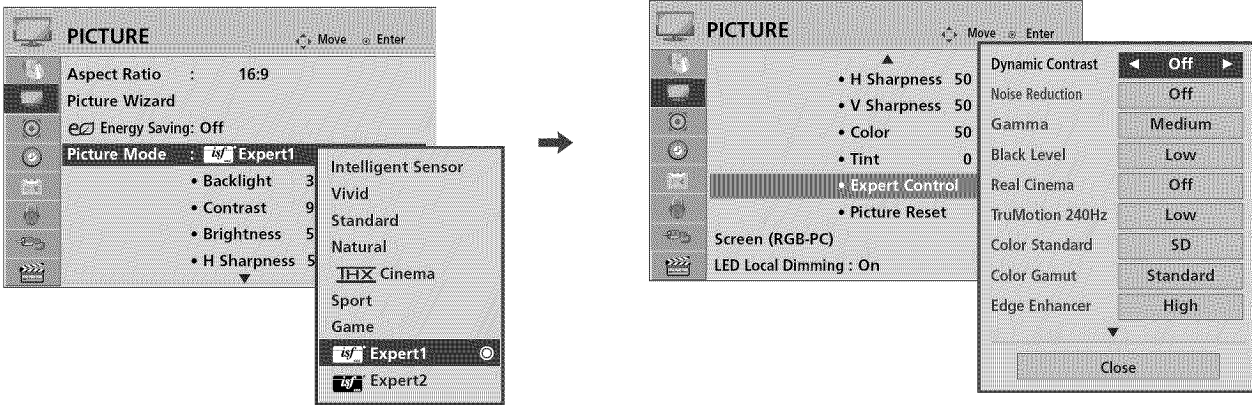 PICTURE
Move Enter
Aspect Ratio : 16:9
Picture Wizard
Energy Saving: Off
Picture Mode : isf Expert1
• Backlight 3
• Contrast 9
• Brightness 5
• H Sharpness 5
Intelligent Sensor
Vivid
Standard
Natural
THX Cinema
Sport
Game
isf Expert1
isf Expert2
PICTURE
Move Enter
• H Sharpness 50
• V Sharpness 50
• Color 50
• Tint 0
• Expert Control
• Picture Reset
Screen (RGB-PC)
LED Local Dimming : On
Dynamic Contrast Off
Noise Reduction Off
Gamma Medium
Black Level Low
Real Cinema Off
TruMotion 240Hz Low
Color Standard SD
Color Gamut Standard
Edge Enhancer High
Close